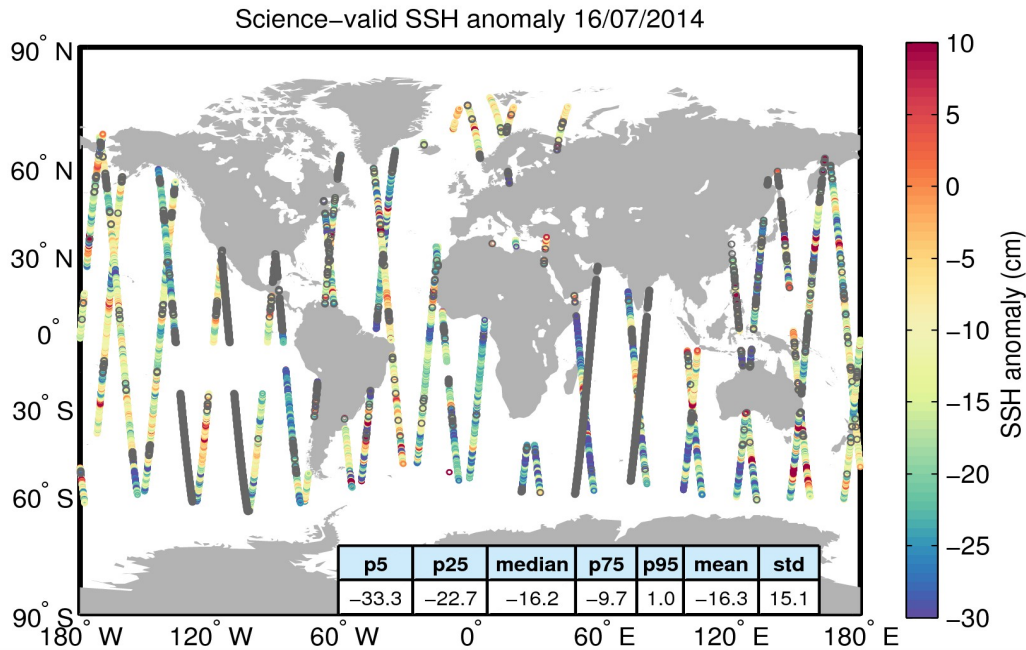 Science−valid SSH anomaly 16/07/2014
90° N
60° N
30° N
0°
30° S
60° S
90° S
180° W
120° W
60° W
0°
60° E
120° E
180° E
p5 p25 median p75 p95 mean std
−33.3 −22.7 −16.2 −9.7 1.0 −16.3 15.1
10
5
0
−5
−10
−15
−20
−25
−30
SSH anomaly (cm)